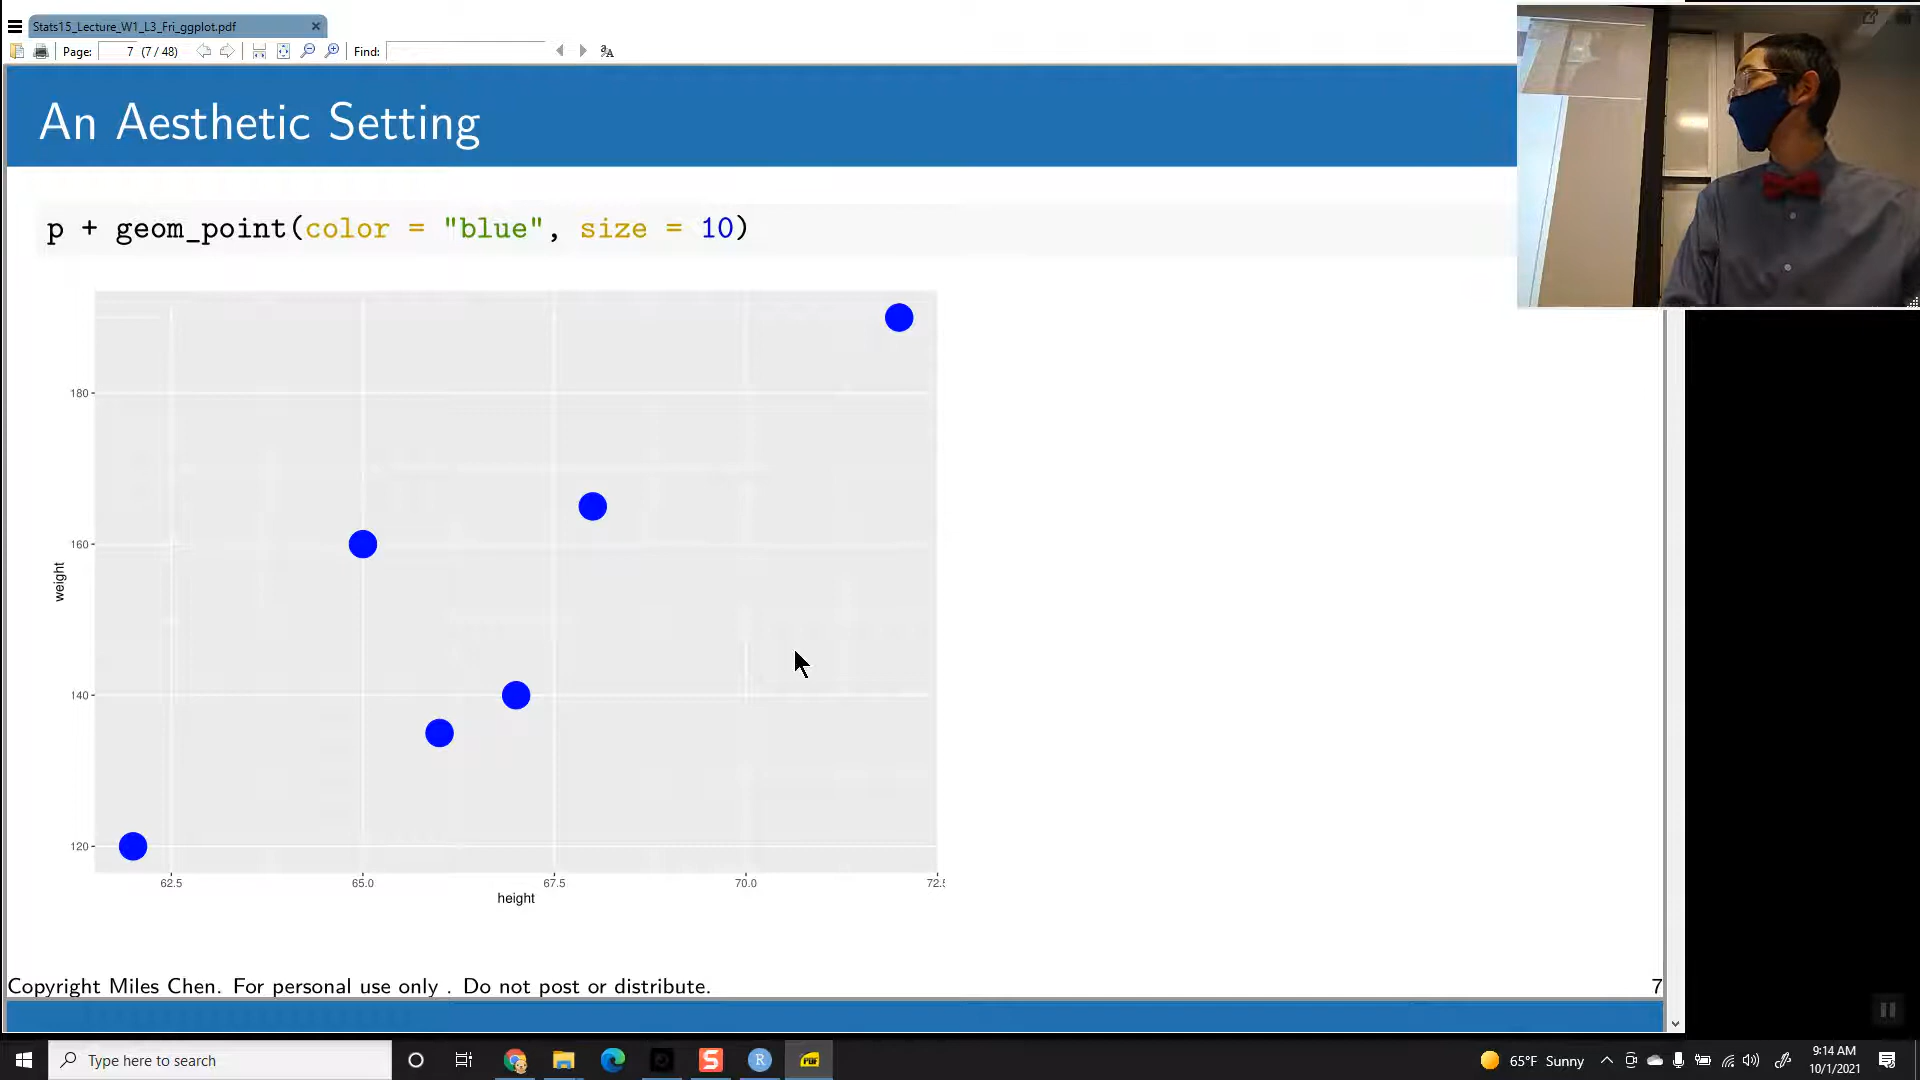 Stats15_Lecture_W1_L3_Fri_ggplot.pdf
Page: 7 (7 / 48) Find:
An Aesthetic Setting
p + geom_point(color = "blue", size = 10)
180
160
140
120
weight
62.5 65.0 67.5 70.0 72.5
height
Copyright Miles Chen. For personal use only . Do not post or distribute.
7
Type here to search
65°F Sunny
9:14 AM
10/1/2021